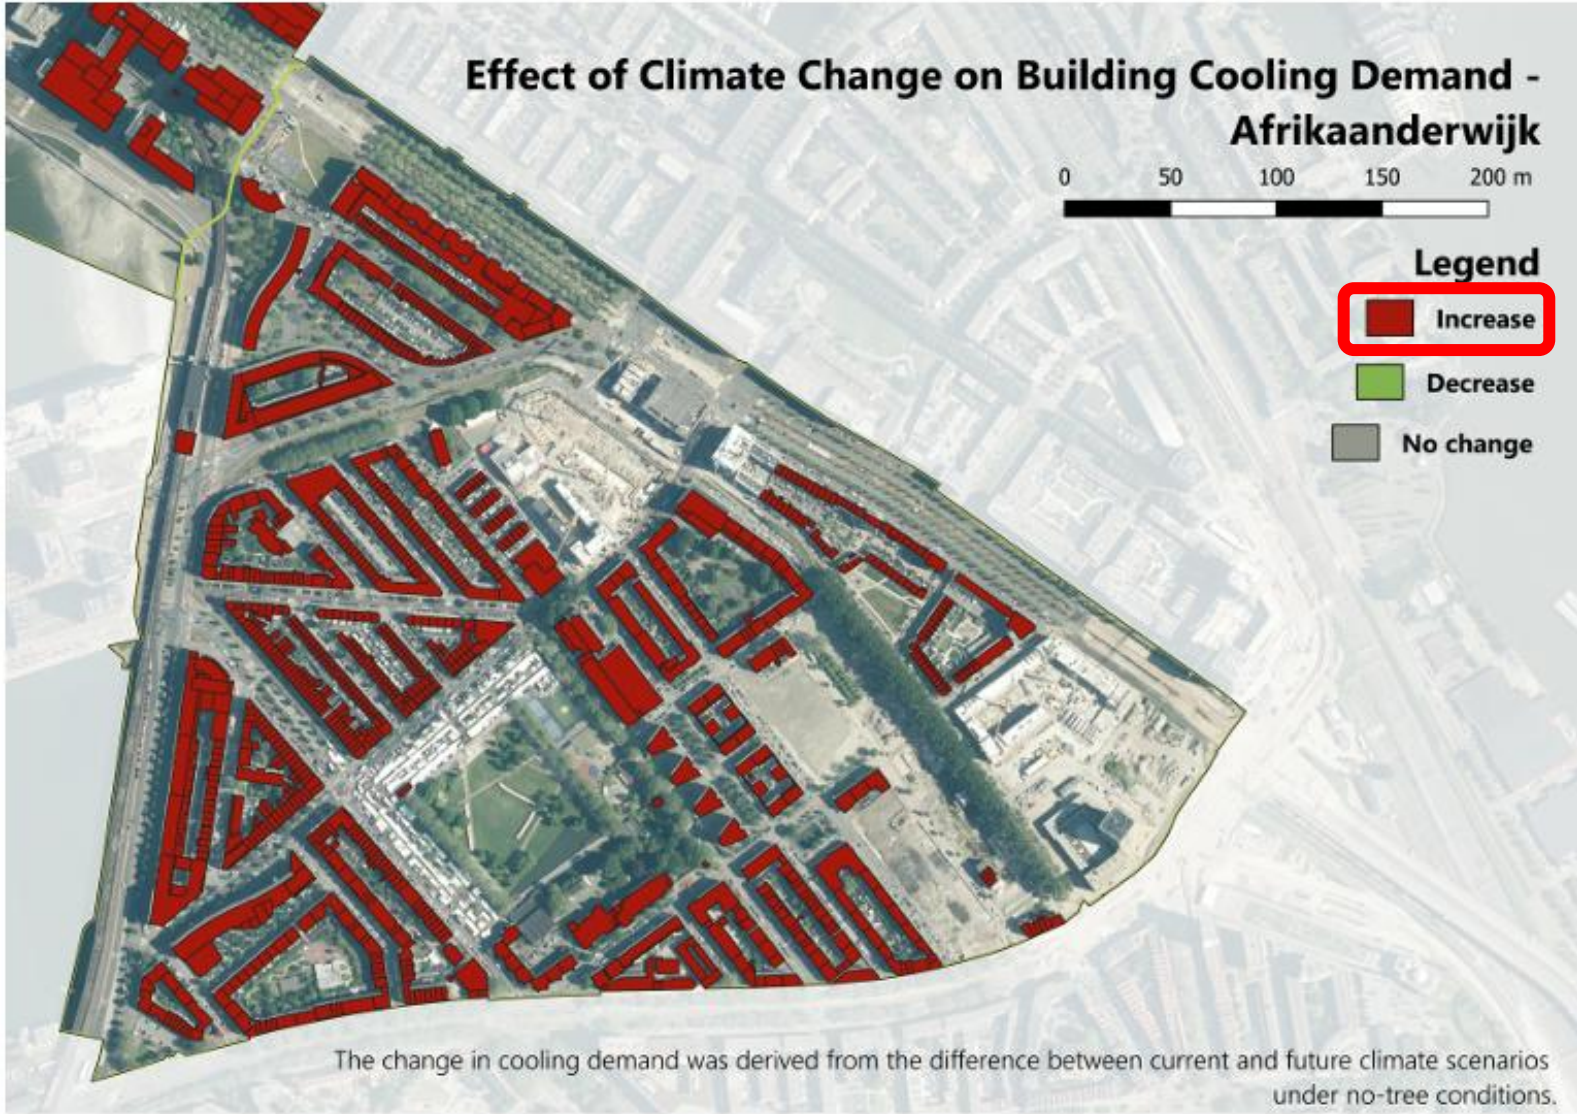 Effect of Climate Change on Building Cooling Demand -
Afrikaanderwijk
0 50 100 150 200 m
Legend
Increase
Decrease
No change
The change in cooling demand was derived from the difference between current and future climate scenarios
under no-tree conditions.